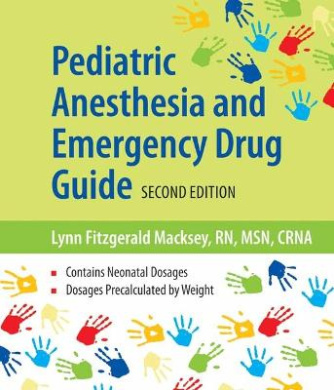 Pediatric
Anesthesia and
Emergency Drug
Guide SECOND EDITION
Lynn Fitzgerald Macksey, RN, MSN, CRNA
▪ Contains Neonatal Dosages
▪ Dosages Precalculated by Weight